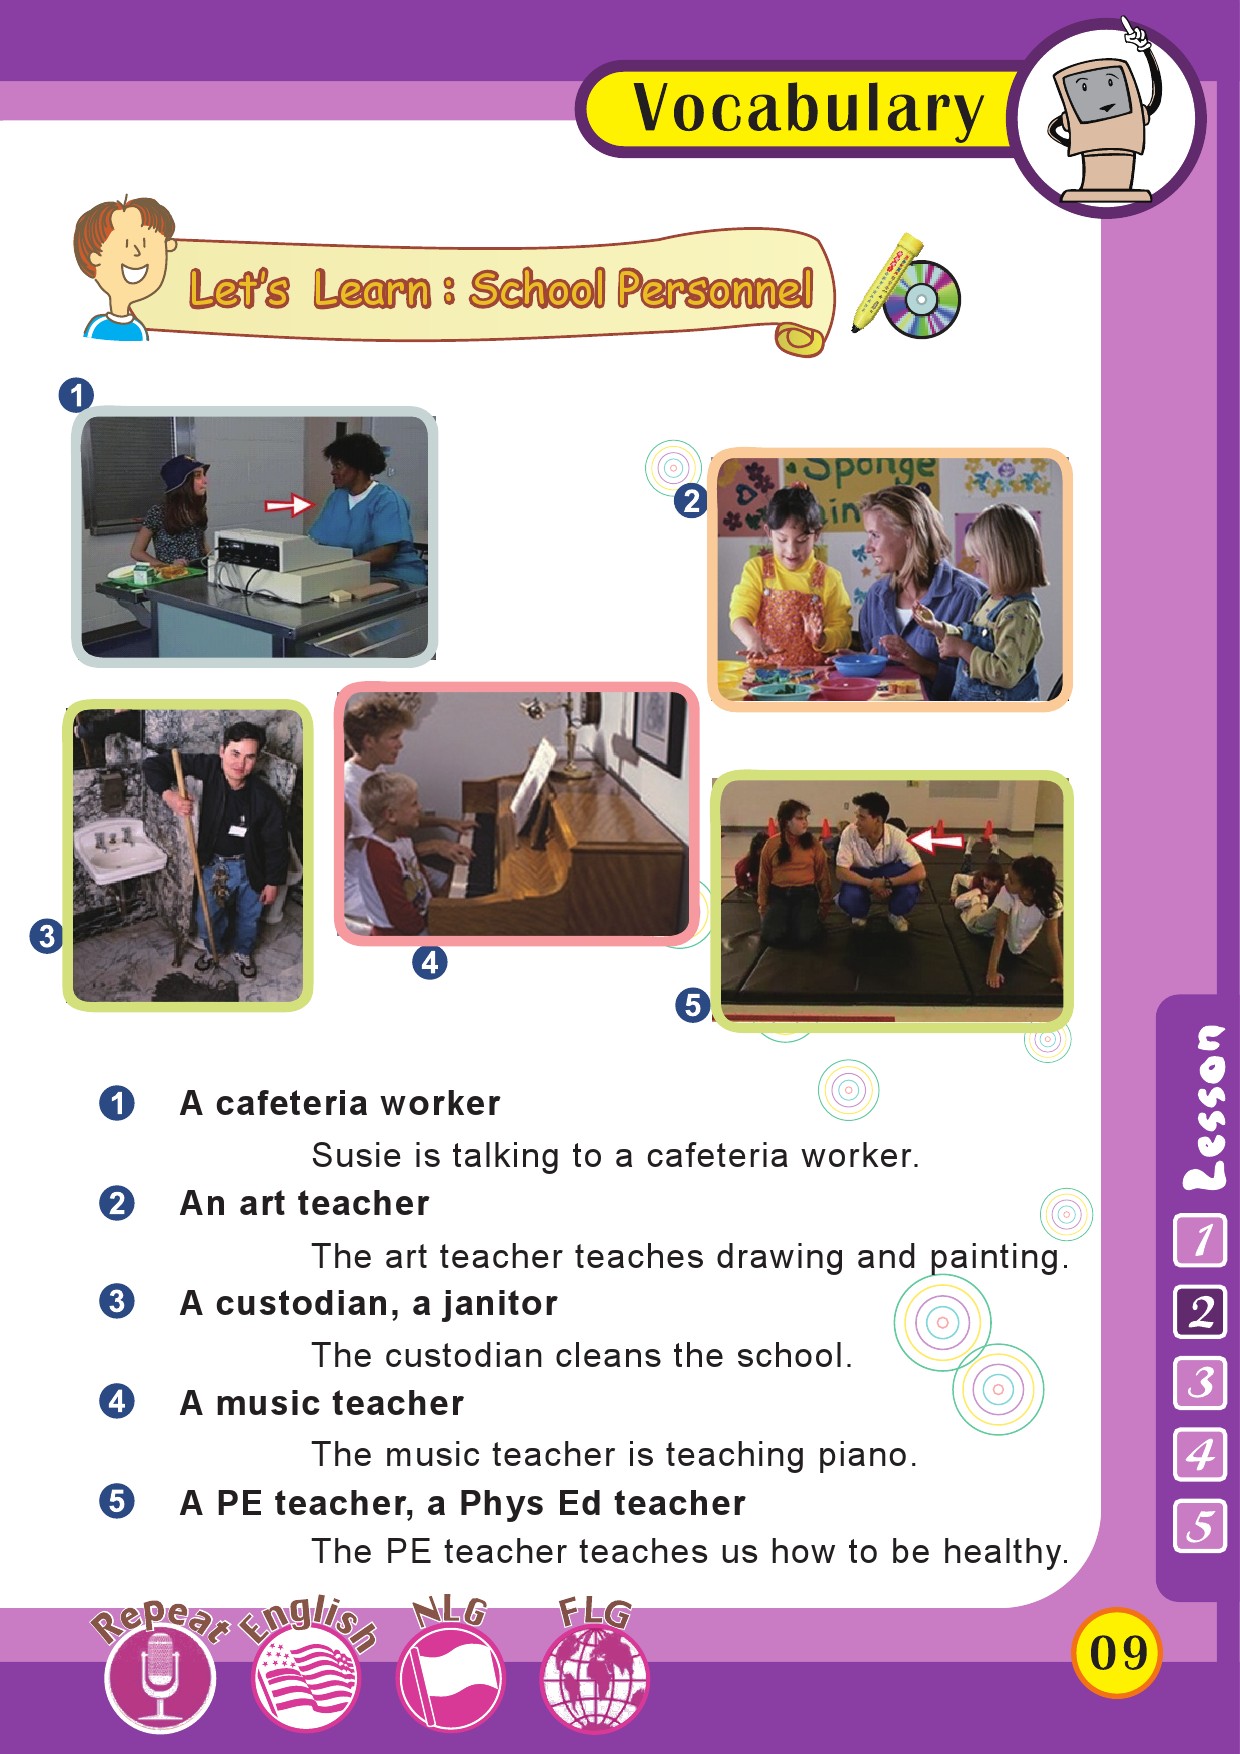 Vocabulary
Let's Learn : School Personnel
1
2
Sponge
3
4
5
1 A cafeteria worker
Susie is talking to a cafeteria worker.
2 An art teacher
The art teacher teaches drawing and painting.
3 A custodian, a janitor
The custodian cleans the school.
4 A music teacher
The music teacher is teaching piano.
5 A PE teacher, a Phys Ed teacher
The PE teacher teaches us how to be healthy.
Lesson
1
2
3
4
5
Repeat English NLG FLG
09